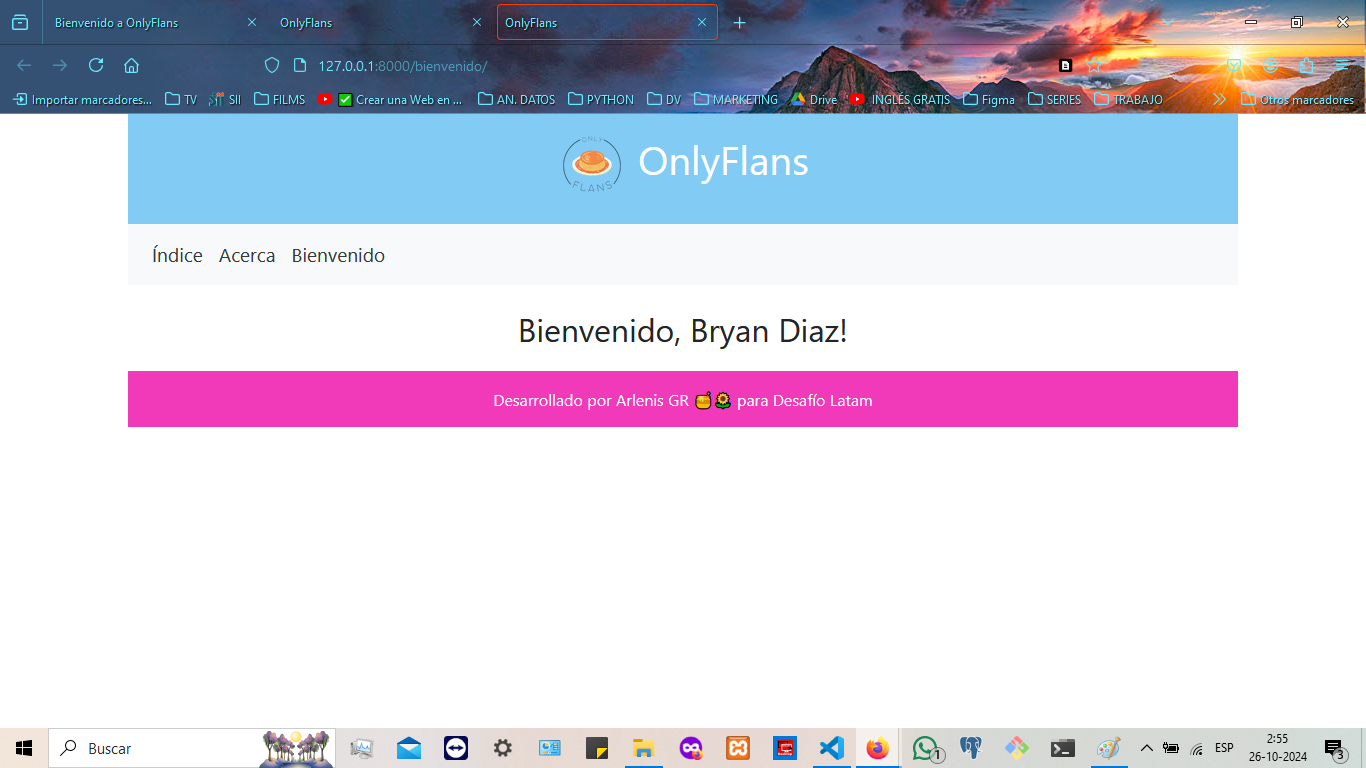 Bienvenido a OnlyFlans
OnlyFlans
OnlyFlans
127.0.0.1:8000/bienvenido/
Importar marcadores... TV SII FILMS Crear una Web en ... AN. DATOS PYTHON DV MARKETING Drive INGLÉS GRATIS Figma SERIES TRABAJO Otros marcadores
ONLY
FLANS
OnlyFlans
Índice Acerca Bienvenido
Bienvenido, Bryan Diaz!
Desarrollado por Arlenis GR 🍯🌻 para Desafío Latam
Buscar
1
ESP
2:55
26-10-2024
3